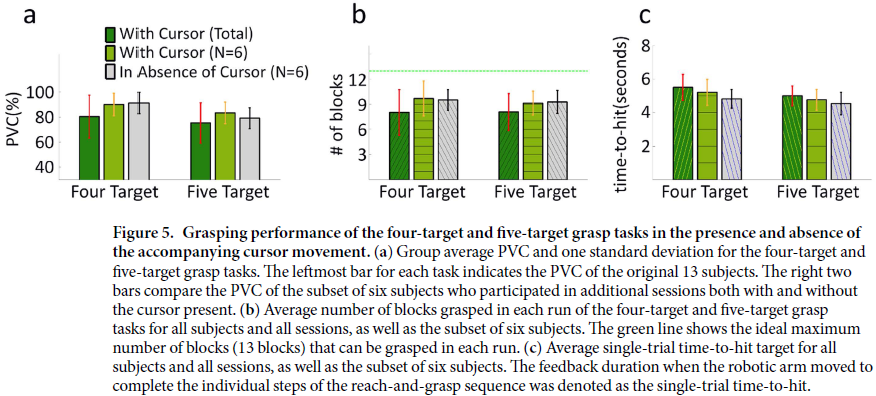 a
With Cursor (Total)
With Cursor (N=6)
In Absence of Cursor (N=6)
PVC(%)
100
80
60
40
Four Target Five Target
b
# of blocks
12
9
6
3
Four Target Five Target
c
time-to-hit(seconds)
8
6
4
2
Four Target Five Target
Figure 5. Grasping performance of the four-target and five-target grasp tasks in the presence and absence of
the accompanying cursor movement. (a) Group average PVC and one standard deviation for the four-target and
five-target grasp tasks. The leftmost bar for each task indicates the PVC of the original 13 subjects. The right two
bars compare the PVC of the subset of six subjects who participated in additional sessions both with and without
the cursor present. (b) Average number of blocks grasped in each run of the four-target and five-target grasp
tasks for all subjects and all sessions, as well as the subset of six subjects. The green line shows the ideal maximum
number of blocks (13 blocks) that can be grasped in each run. (c) Average single-trial time-to-hit target for all
subjects and all sessions, as well as the subset of six subjects. The feedback duration when the robotic arm moved to
complete the individual steps of the reach-and-grasp sequence was denoted as the single-trial time-to-hit.